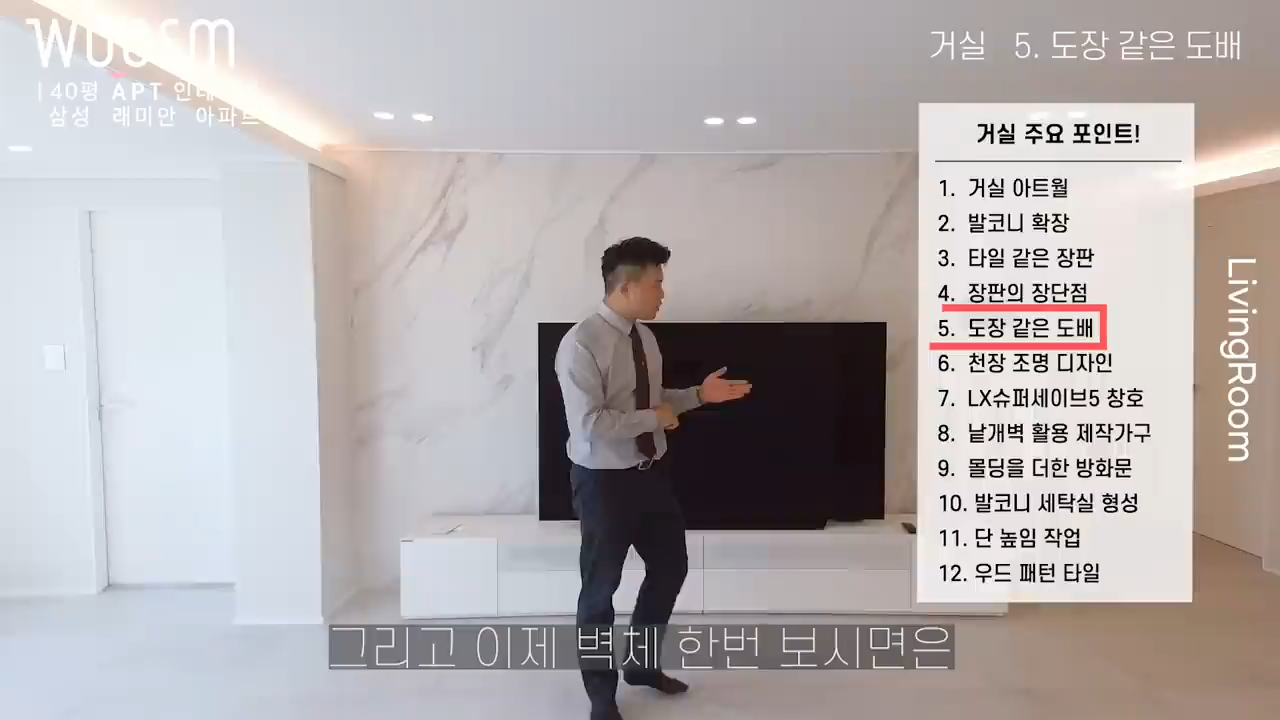 | 40평 APT 인테
삼성 래미안 아파트
거실 5. 도장 같은 도배
거실 주요 포인트!
1. 거실 아트월
2. 발코니 확장
3. 타일 같은 장판
4. 장판의 장단점
5. 도장 같은 도배
6. 천장 조명 디자인
7. LX슈퍼세이브5 창호
8. 낱개벽 활용 제작가구
9. 몰딩을 더한 방화문
10. 발코니 세탁실 형성
11. 단 높임 작업
12. 우드 패턴 타일
LivingRoom
그리고 이제 벽체 한번 보시면은